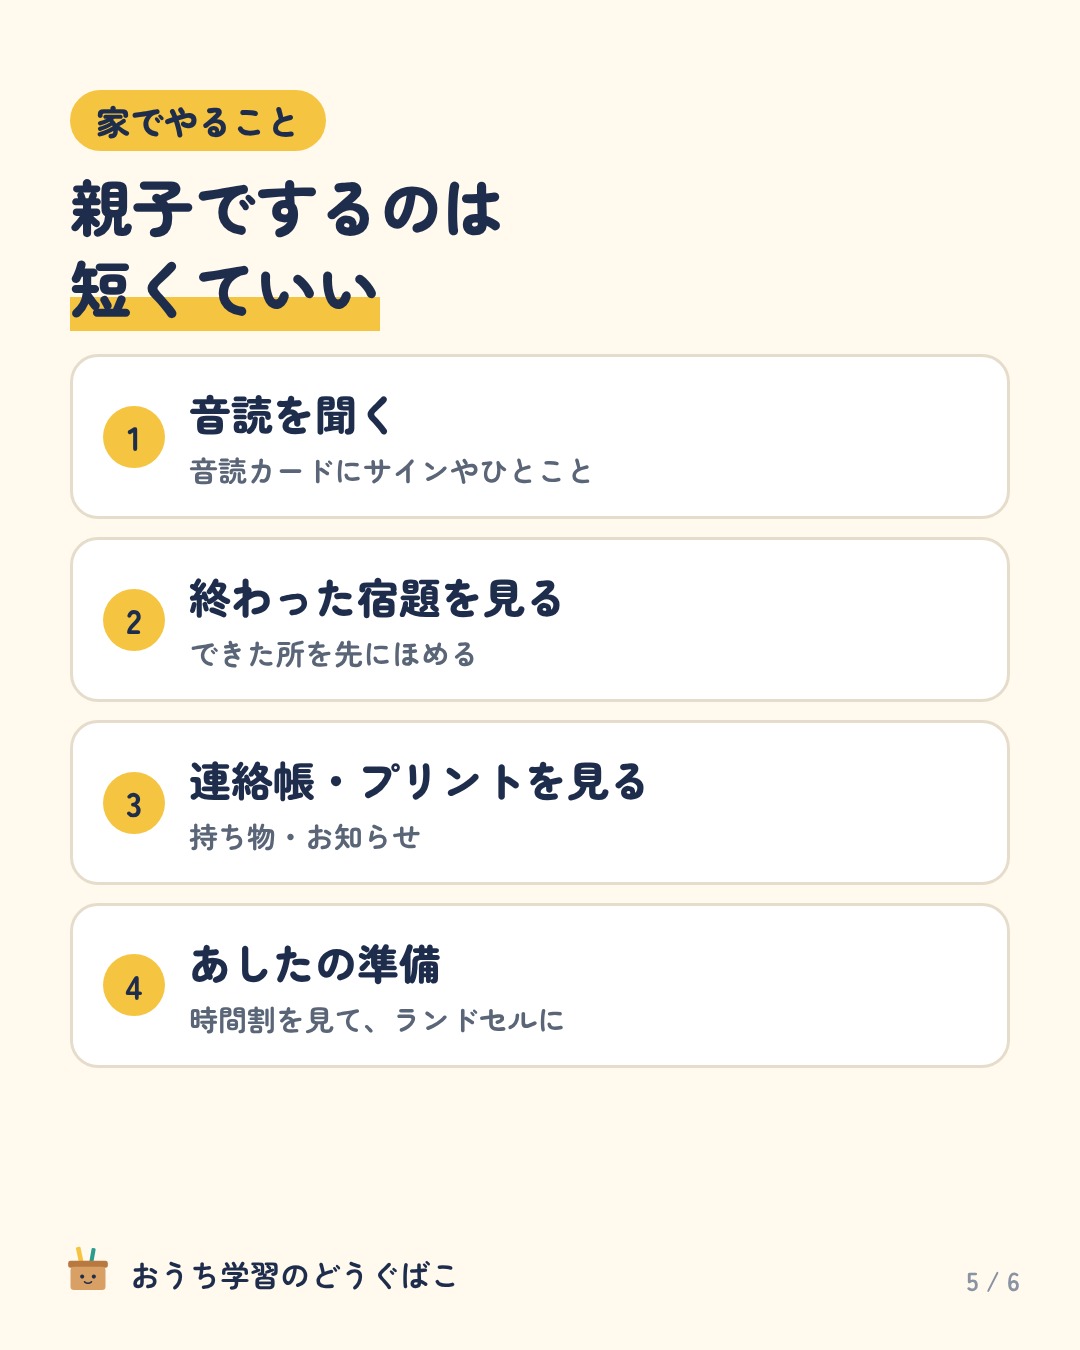 家でやること
親子でするのは
短くていい
1
音読を聞く
音読カードにサインやひとこと
2
終わった宿題を見る
できた所を先にほめる
3
連絡帳・プリントを見る
持ち物・お知らせ
4
あしたの準備
時間割を見て、ランドセルに
おうち学習のどうぐばこ
5 / 6